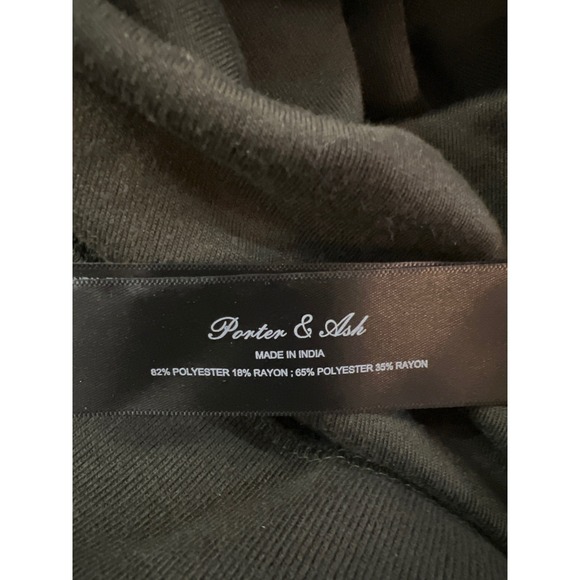 Porter & Ash
MADE IN INDIA
82% POLYESTER 18% RAYON ; 65% POLYESTER 35% RAYON